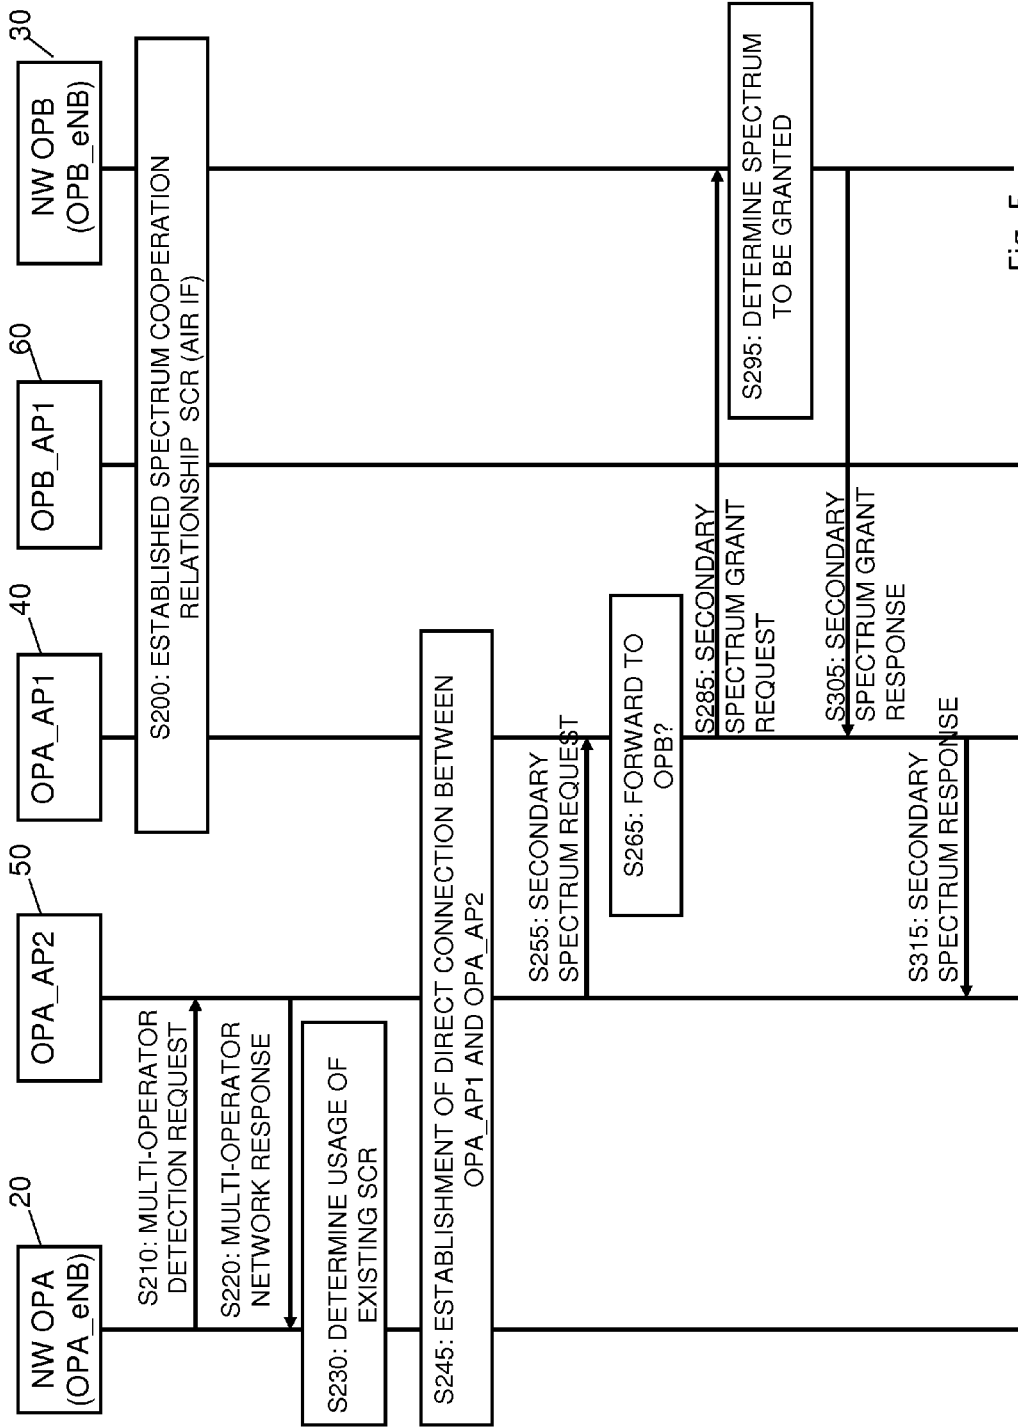 20
NW OPA
(OPA_eNB)
50
OPA_AP2
40
OPA_AP1
60
OPB_AP1
30
NW OPB
(OPB_eNB)
S200: ESTABLISHED SPECTRUM COOPERATION
RELATIONSHIP SCR (AIR IF)
S210: MULTI-OPERATOR
DETECTION REQUEST
S220: MULTI-OPERATOR
NETWORK RESPONSE
S230: DETERMINE USAGE OF
EXISTING SCR
S245: ESTABLISHMENT OF DIRECT CONNECTION BETWEEN
OPA_AP1 AND OPA_AP2
S255: SECONDARY
SPECTRUM REQUEST
S265: FORWARD TO
OPB?
S285: SECONDARY
SPECTRUM GRANT
REQUEST
S295: DETERMINE SPECTRUM
TO BE GRANTED
S305: SECONDARY
SPECTRUM GRANT
RESPONSE
S315: SECONDARY
SPECTRUM RESPONSE